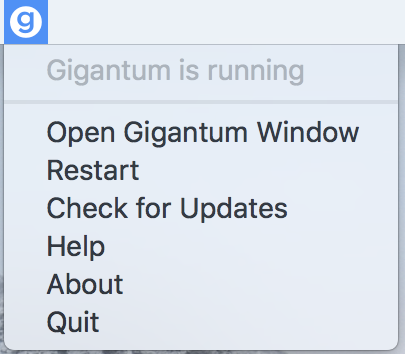 g
Gigantum is running
Open Gigantum Window
Restart
Check for Updates
Help
About
Quit